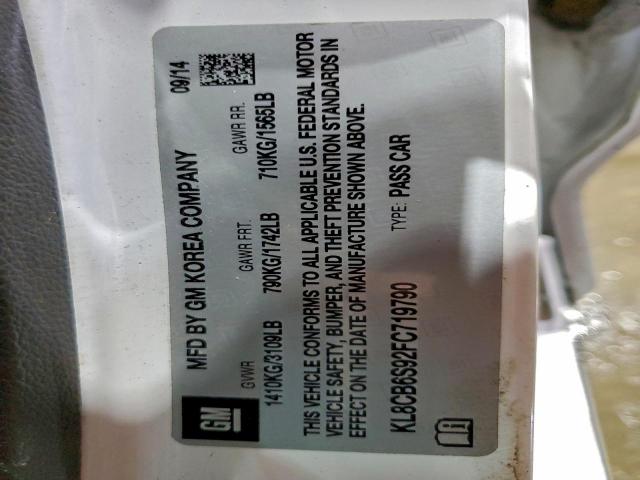 GM
MFD BY GM KOREA COMPANY 09/14
GVWR GAWR FRT. GAWR RR.
1410KG/3109LB 790KG/1742LB 710KG/1565LB
THIS VEHICLE CONFORMS TO ALL APPLICABLE U.S. FEDERAL MOTOR
VEHICLE SAFETY, BUMPER, AND THEFT PREVENTION STANDARDS IN
EFFECT ON THE DATE OF MANUFACTURE SHOWN ABOVE.
KL8CB6S92FC719790 TYPE: PASS CAR